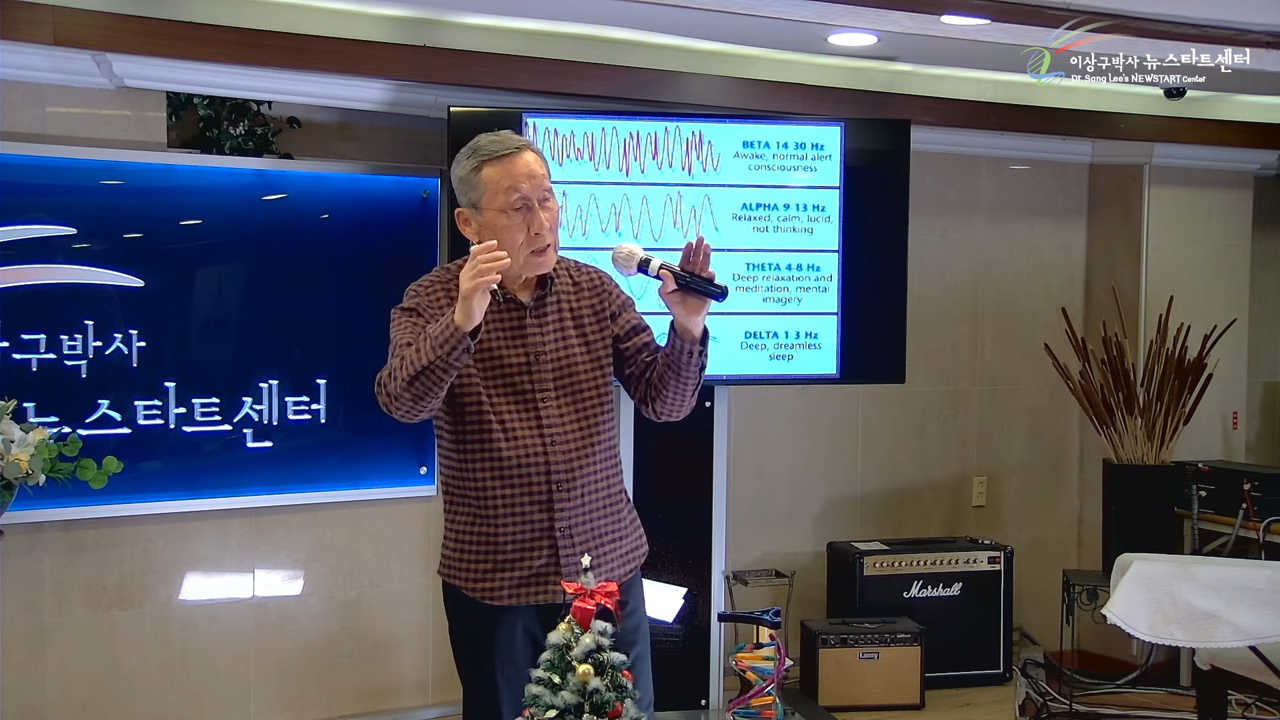 이상구박사 뉴스타트센터
Dr. Sang Lee's NEWSTART Center
BETA 14-30 Hz
Awake, normal alert
consciousness
ALPHA 9-13 Hz
Relaxed, calm, lucid,
not thinking
THETA 4-8 Hz
Deep relaxation and
meditation, mental
imagery
DELTA 1-3 Hz
Deep, dreamless
sleep
구박사
뉴스타트센터
Marshall
Laney